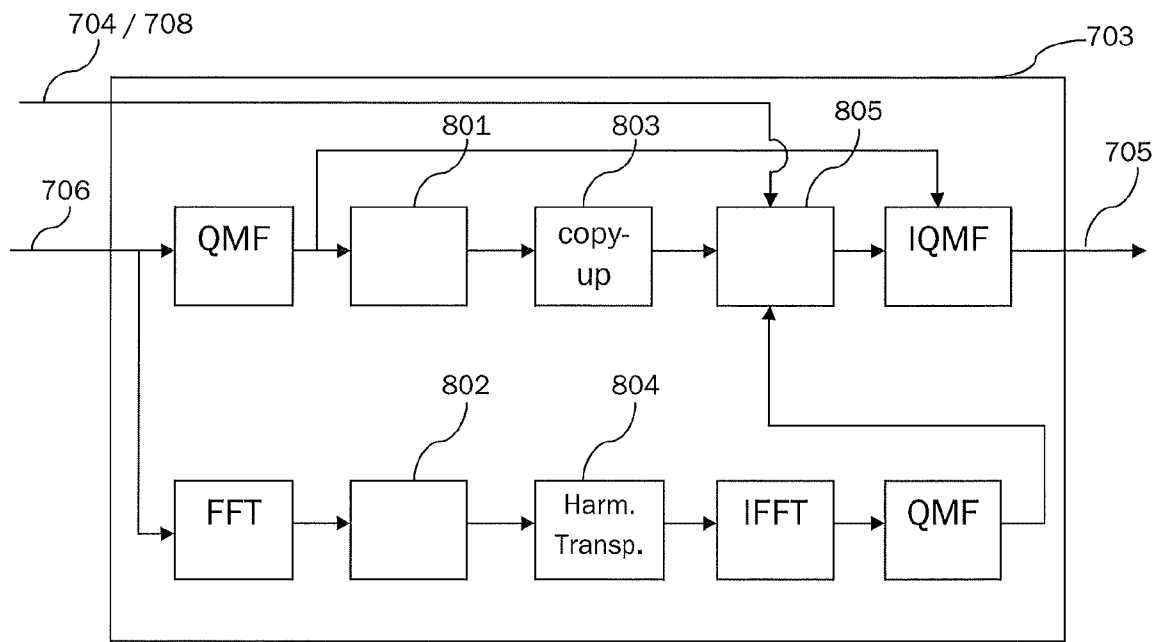 704 / 708
703
801
803
805
705
706
QMF
copy-
up
IQMF
802
804
FFT
Harm.
Transp.
IFFT
QMF